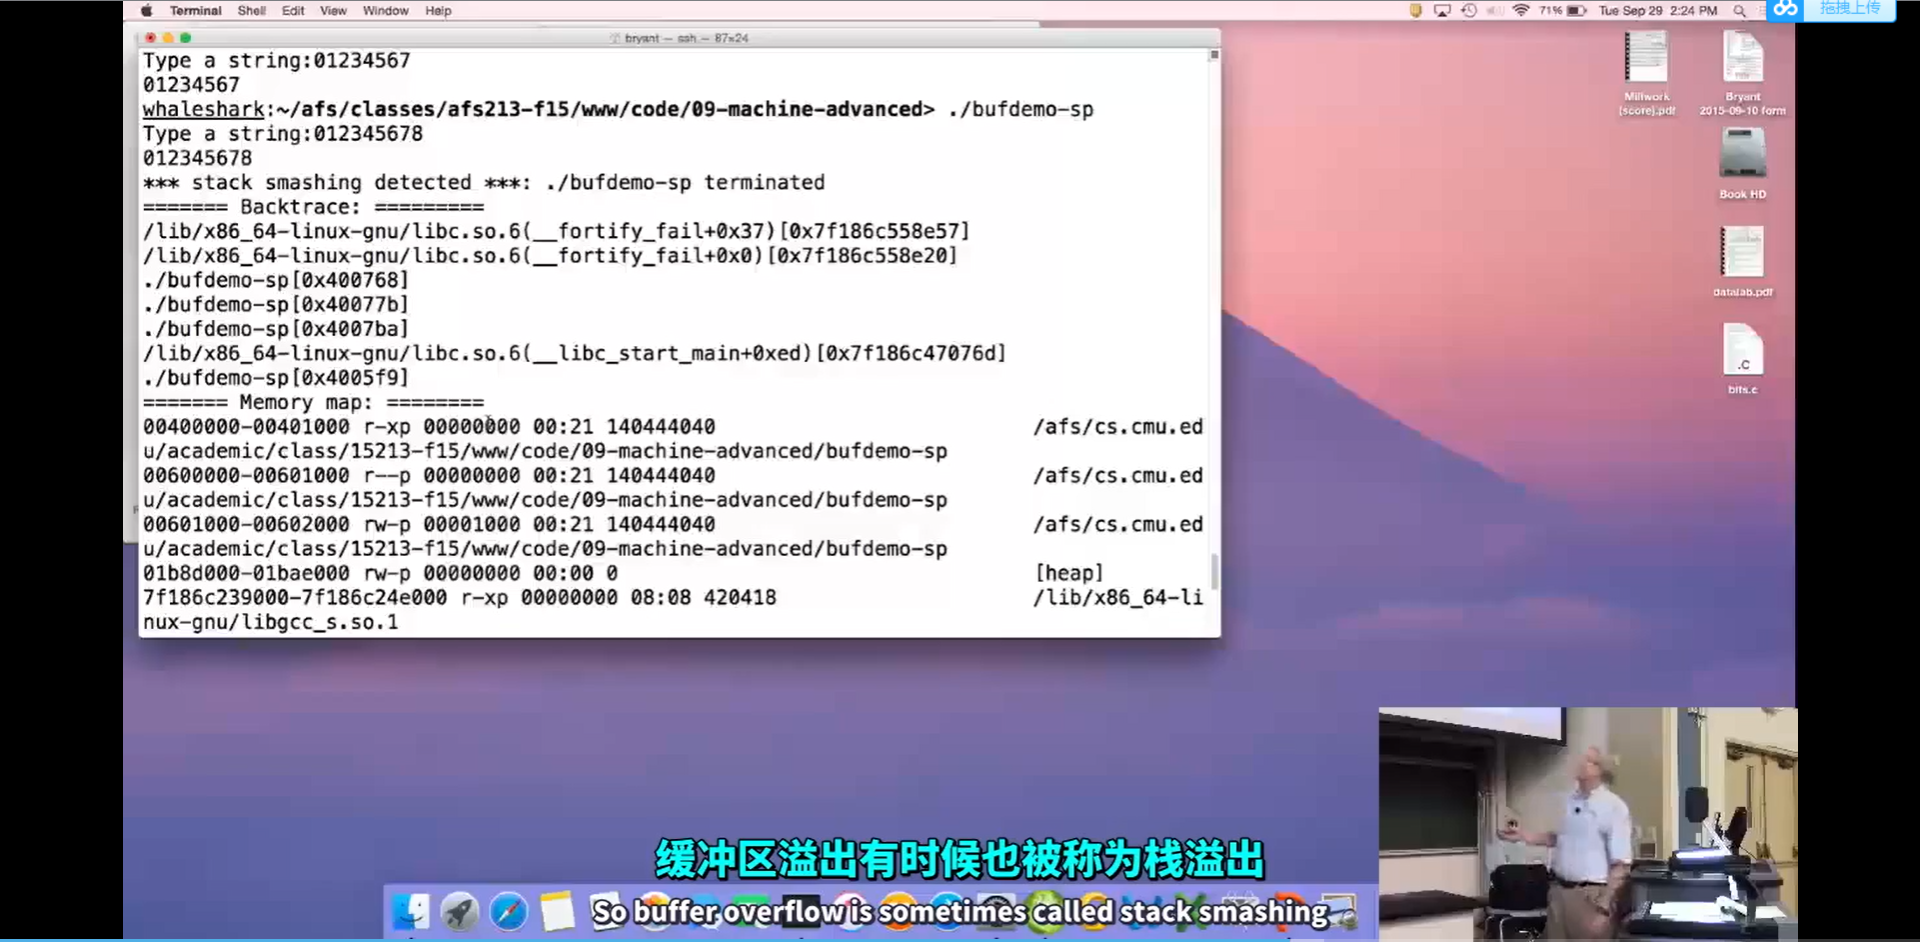 Terminal Shell Edit View Window Help
71% Tue Sep 29 2:24 PM
拖拽上传
bryant — ssh — 87×24
Type a string:01234567
01234567
whaleshark:~/afs/classes/afs213-f15/www/code/09-machine-advanced> ./bufdemo-sp
Type a string:012345678
012345678
*** stack smashing detected ***: ./bufdemo-sp terminated
======= Backtrace: =========
/lib/x86_64-linux-gnu/libc.so.6(__fortify_fail+0x37)[0x7f186c558e57]
/lib/x86_64-linux-gnu/libc.so.6(__fortify_fail+0x0)[0x7f186c558e20]
./bufdemo-sp[0x400768]
./bufdemo-sp[0x40077b]
./bufdemo-sp[0x4007ba]
/lib/x86_64-linux-gnu/libc.so.6(__libc_start_main+0xed)[0x7f186c47076d]
./bufdemo-sp[0x4005f9]
======= Memory map: ========
00400000-00401000 r-xp 00000000 00:21 140444040 /afs/cs.cmu.ed
u/academic/class/15213-f15/www/code/09-machine-advanced/bufdemo-sp
00600000-00601000 r--p 00000000 00:21 140444040 /afs/cs.cmu.ed
u/academic/class/15213-f15/www/code/09-machine-advanced/bufdemo-sp
00601000-00602000 rw-p 00001000 00:21 140444040 /afs/cs.cmu.ed
u/academic/class/15213-f15/www/code/09-machine-advanced/bufdemo-sp
01b8d000-01bae000 rw-p 00000000 00:00 0 [heap]
7f186c239000-7f186c24e000 r-xp 00000000 08:08 420418 /lib/x86_64-li
nux-gnu/libgcc_s.so.1
Millwork
(score).pdf
Bryant
2015-09-10 form
Book HD
datalab.pdf
.C
bits.c
缓冲区溢出有时候也被称为栈溢出
So buffer overflow is sometimes called stack smashing